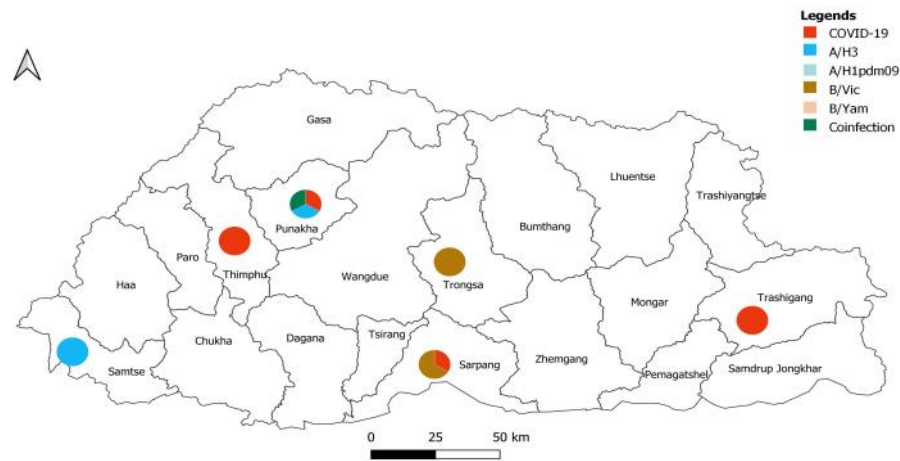 Legends
COVID-19
A/H3
A/H1pdm09
B/Vic
B/Yam
Coinfection
Gasa
Lhuentse
Trashiyangtse
Punakha
Bumthang
Paro
Thimphu
Wangdue
Trongsa
Haa
Mongar
Trashigang
Tsirang
Chukha
Dagana
Zhemgang
Sarpang
Samtse
Pemagatshel
Samdrup Jongkhar
0 25 50 km